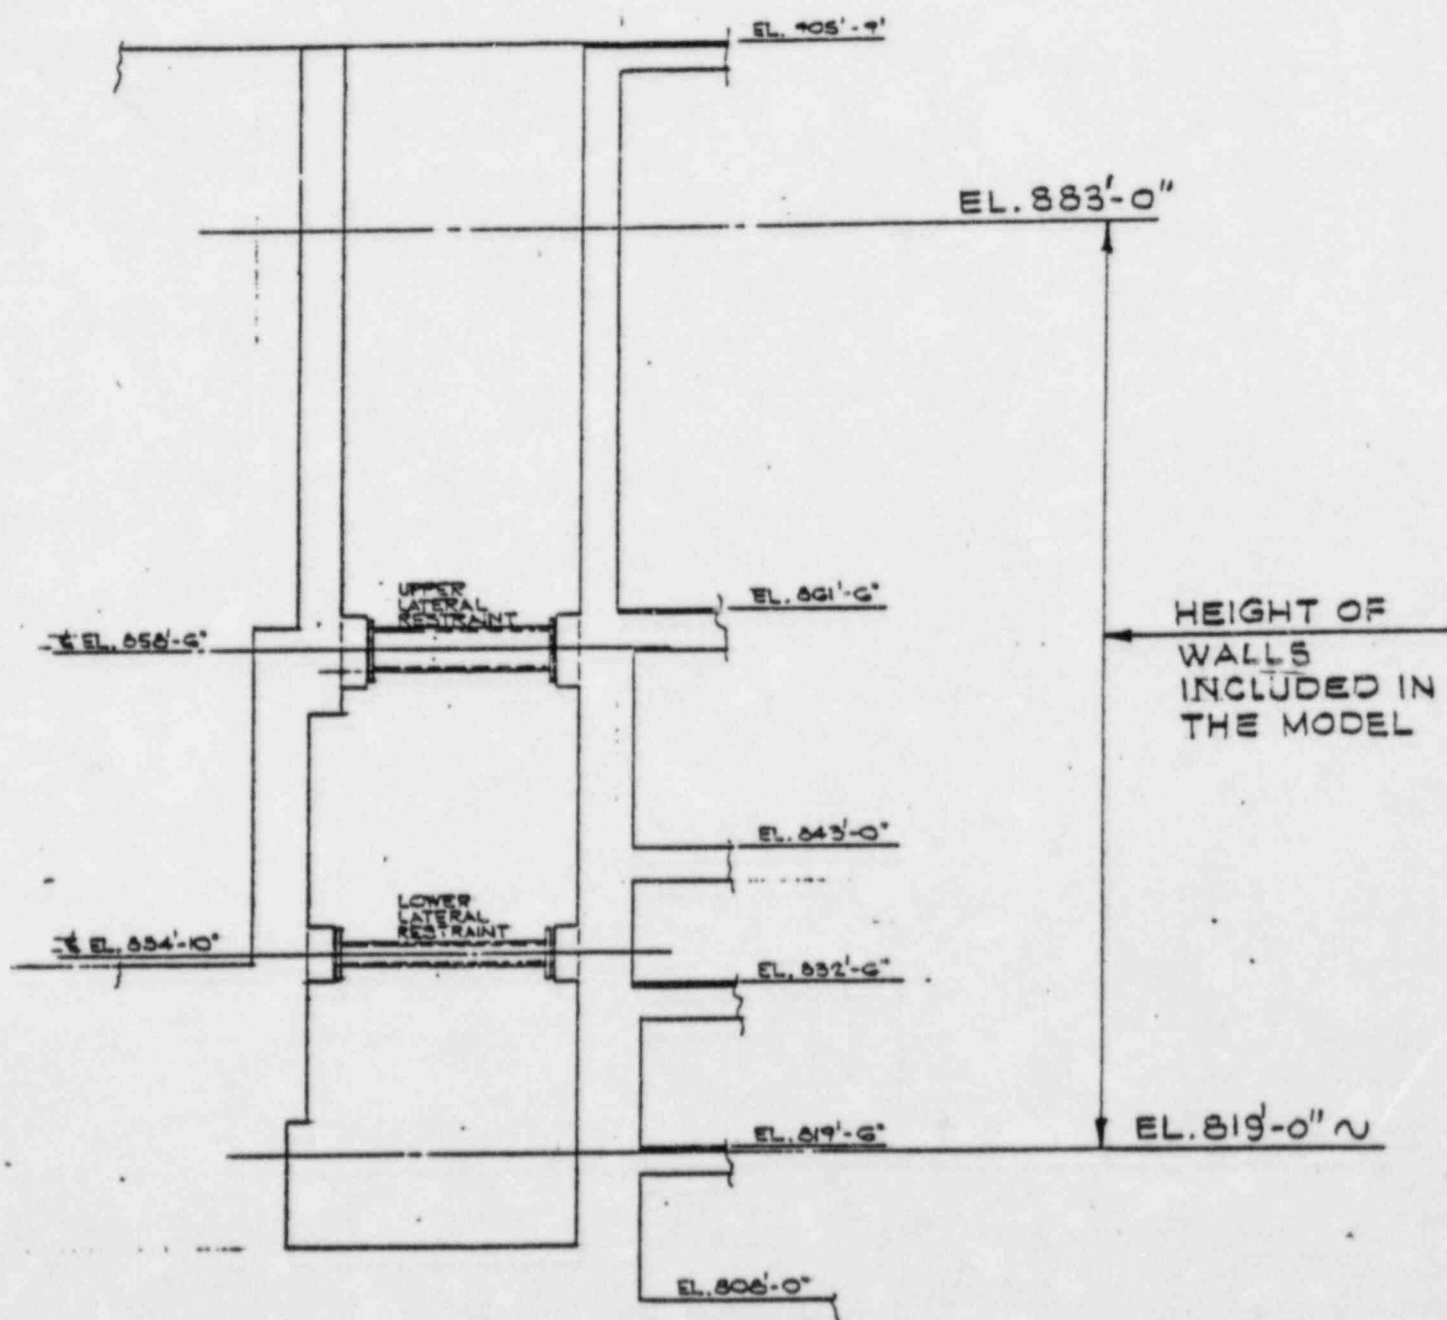 EL. 905'-9"
EL. 883'-0"
UPPER
LATERAL
RESTRAINT
EL. 861'-6"
HEIGHT OF
WALLS
INCLUDED IN
THE MODEL
℄ EL. 858'-6"
EL. 843'-0"
LOWER
LATERAL
RESTRAINT
℄ EL. 834'-10"
EL. 832'-6"
EL. 819'-6"
EL. 819'-0" ~
EL. 808'-0"